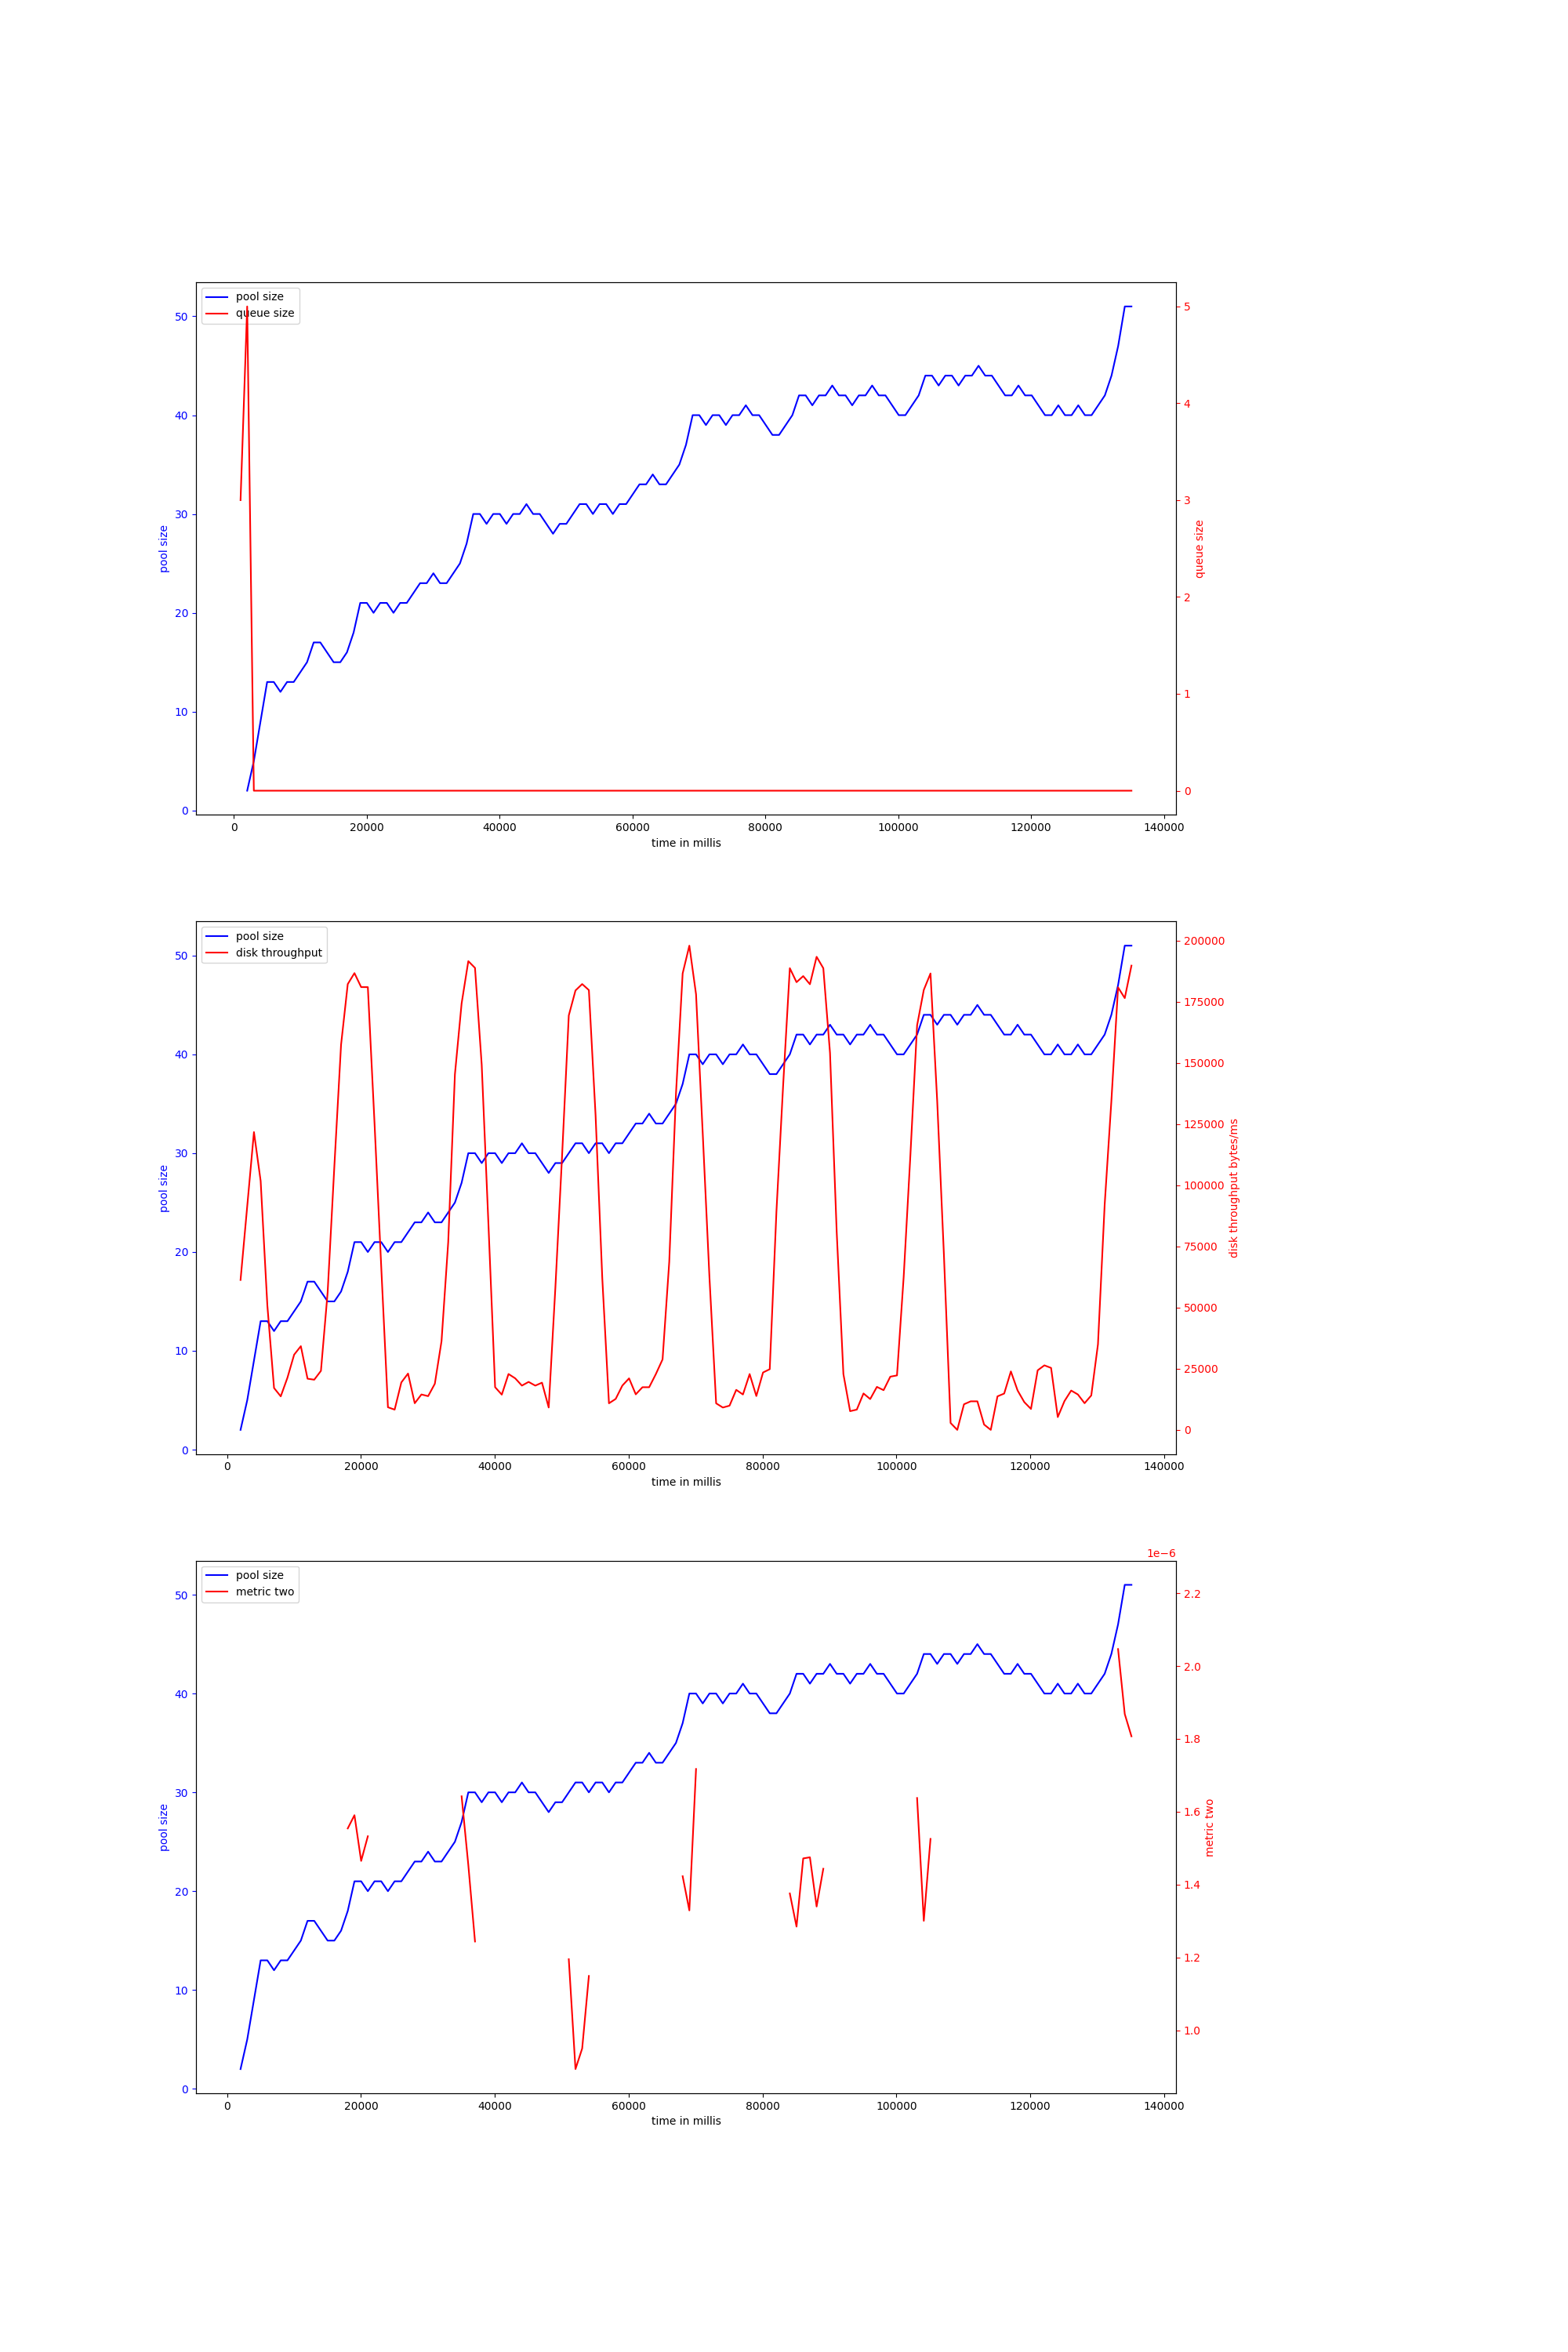 pool size
queue size
50
40
30
20
10
0
pool size
5
4
3
2
1
0
queue size
0 20000 40000 60000 80000 100000 120000 140000
time in millis
pool size
disk throughput
50
40
30
20
10
0
pool size
200000
175000
150000
125000
100000
75000
50000
25000
0
disk throughput bytes/ms
0 20000 40000 60000 80000 100000 120000 140000
time in millis
1e−6
pool size
metric two
50
40
30
20
10
0
pool size
2.2
2.0
1.8
1.6
1.4
1.2
1.0
metric two
0 20000 40000 60000 80000 100000 120000 140000
time in millis